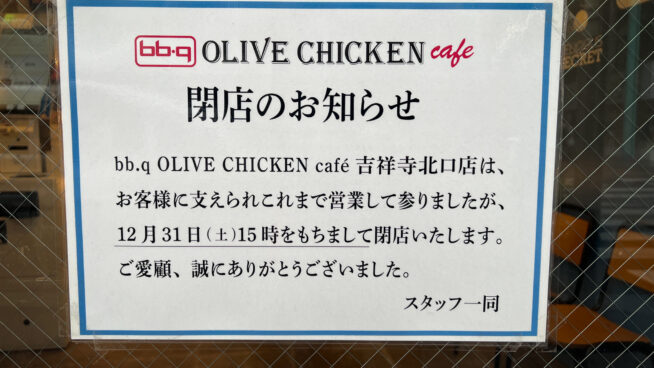 bb.q OLIVE CHICKEN cafe
閉店のお知らせ
bb.q OLIVE CHICKEN café 吉祥寺北口店は、
お客様に支えられこれまで営業して参りましたが、
12月31日(土)15時をもちまして閉店いたします。
ご愛顧、誠にありがとうございました。
スタッフ一同